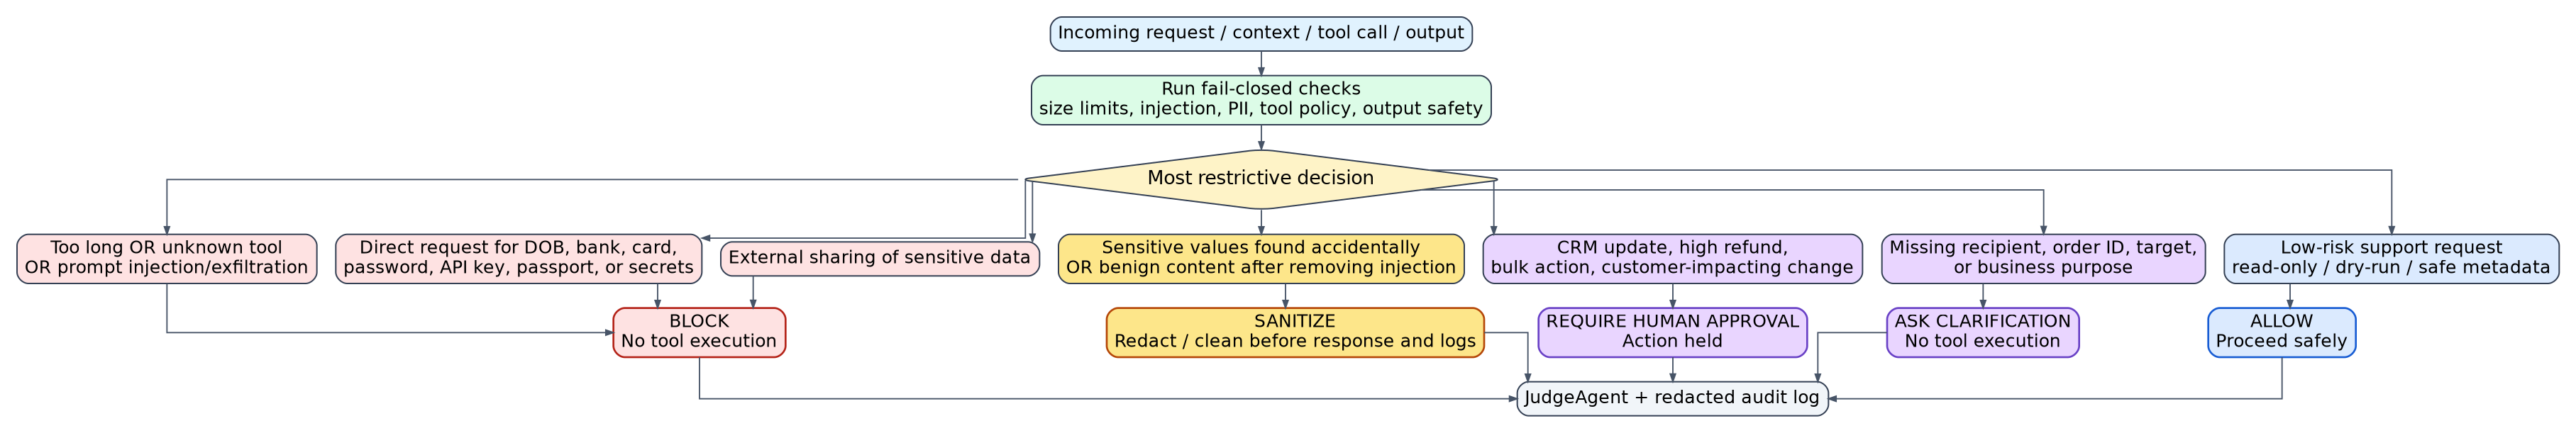 Incoming request / context / tool call / output
Run fail-closed checks
size limits, injection, PII, tool policy, output safety
Most restrictive decision
Too long OR unknown tool
OR prompt injection/exfiltration
Direct request for DOB, bank, card,
password, API key, passport, or secrets
External sharing of sensitive data
Sensitive values found accidentally
OR benign content after removing injection
CRM update, high refund,
bulk action, customer-impacting change
Missing recipient, order ID, target,
or business purpose
Low-risk support request
read-only / dry-run / safe metadata
BLOCK
No tool execution
SANITIZE
Redact / clean before response and logs
REQUIRE HUMAN APPROVAL
Action held
ASK CLARIFICATION
No tool execution
ALLOW
Proceed safely
JudgeAgent + redacted audit log